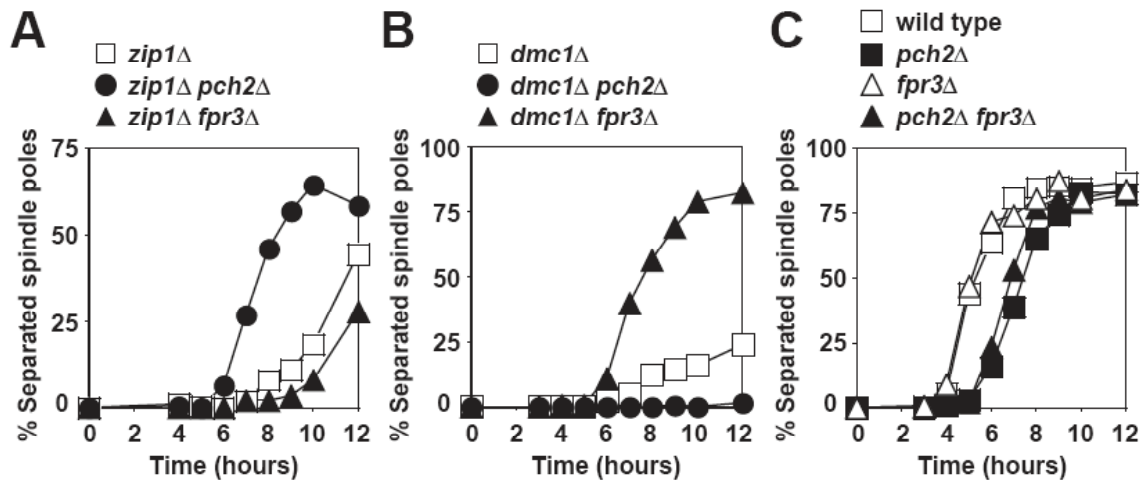 A
zip1Δ
zip1Δ pch2Δ
zip1Δ fpr3Δ
% Separated spindle poles
75
50
25
0
0 2 4 6 8 10 12
Time (hours)
B
dmc1Δ
dmc1Δ pch2Δ
dmc1Δ fpr3Δ
% Separated spindle poles
100
75
50
25
0
0 2 4 6 8 10 12
Time (hours)
C
wild type
pch2Δ
fpr3Δ
pch2Δ fpr3Δ
% Separated spindle poles
100
75
50
25
0
0 2 4 6 8 10 12
Time (hours)